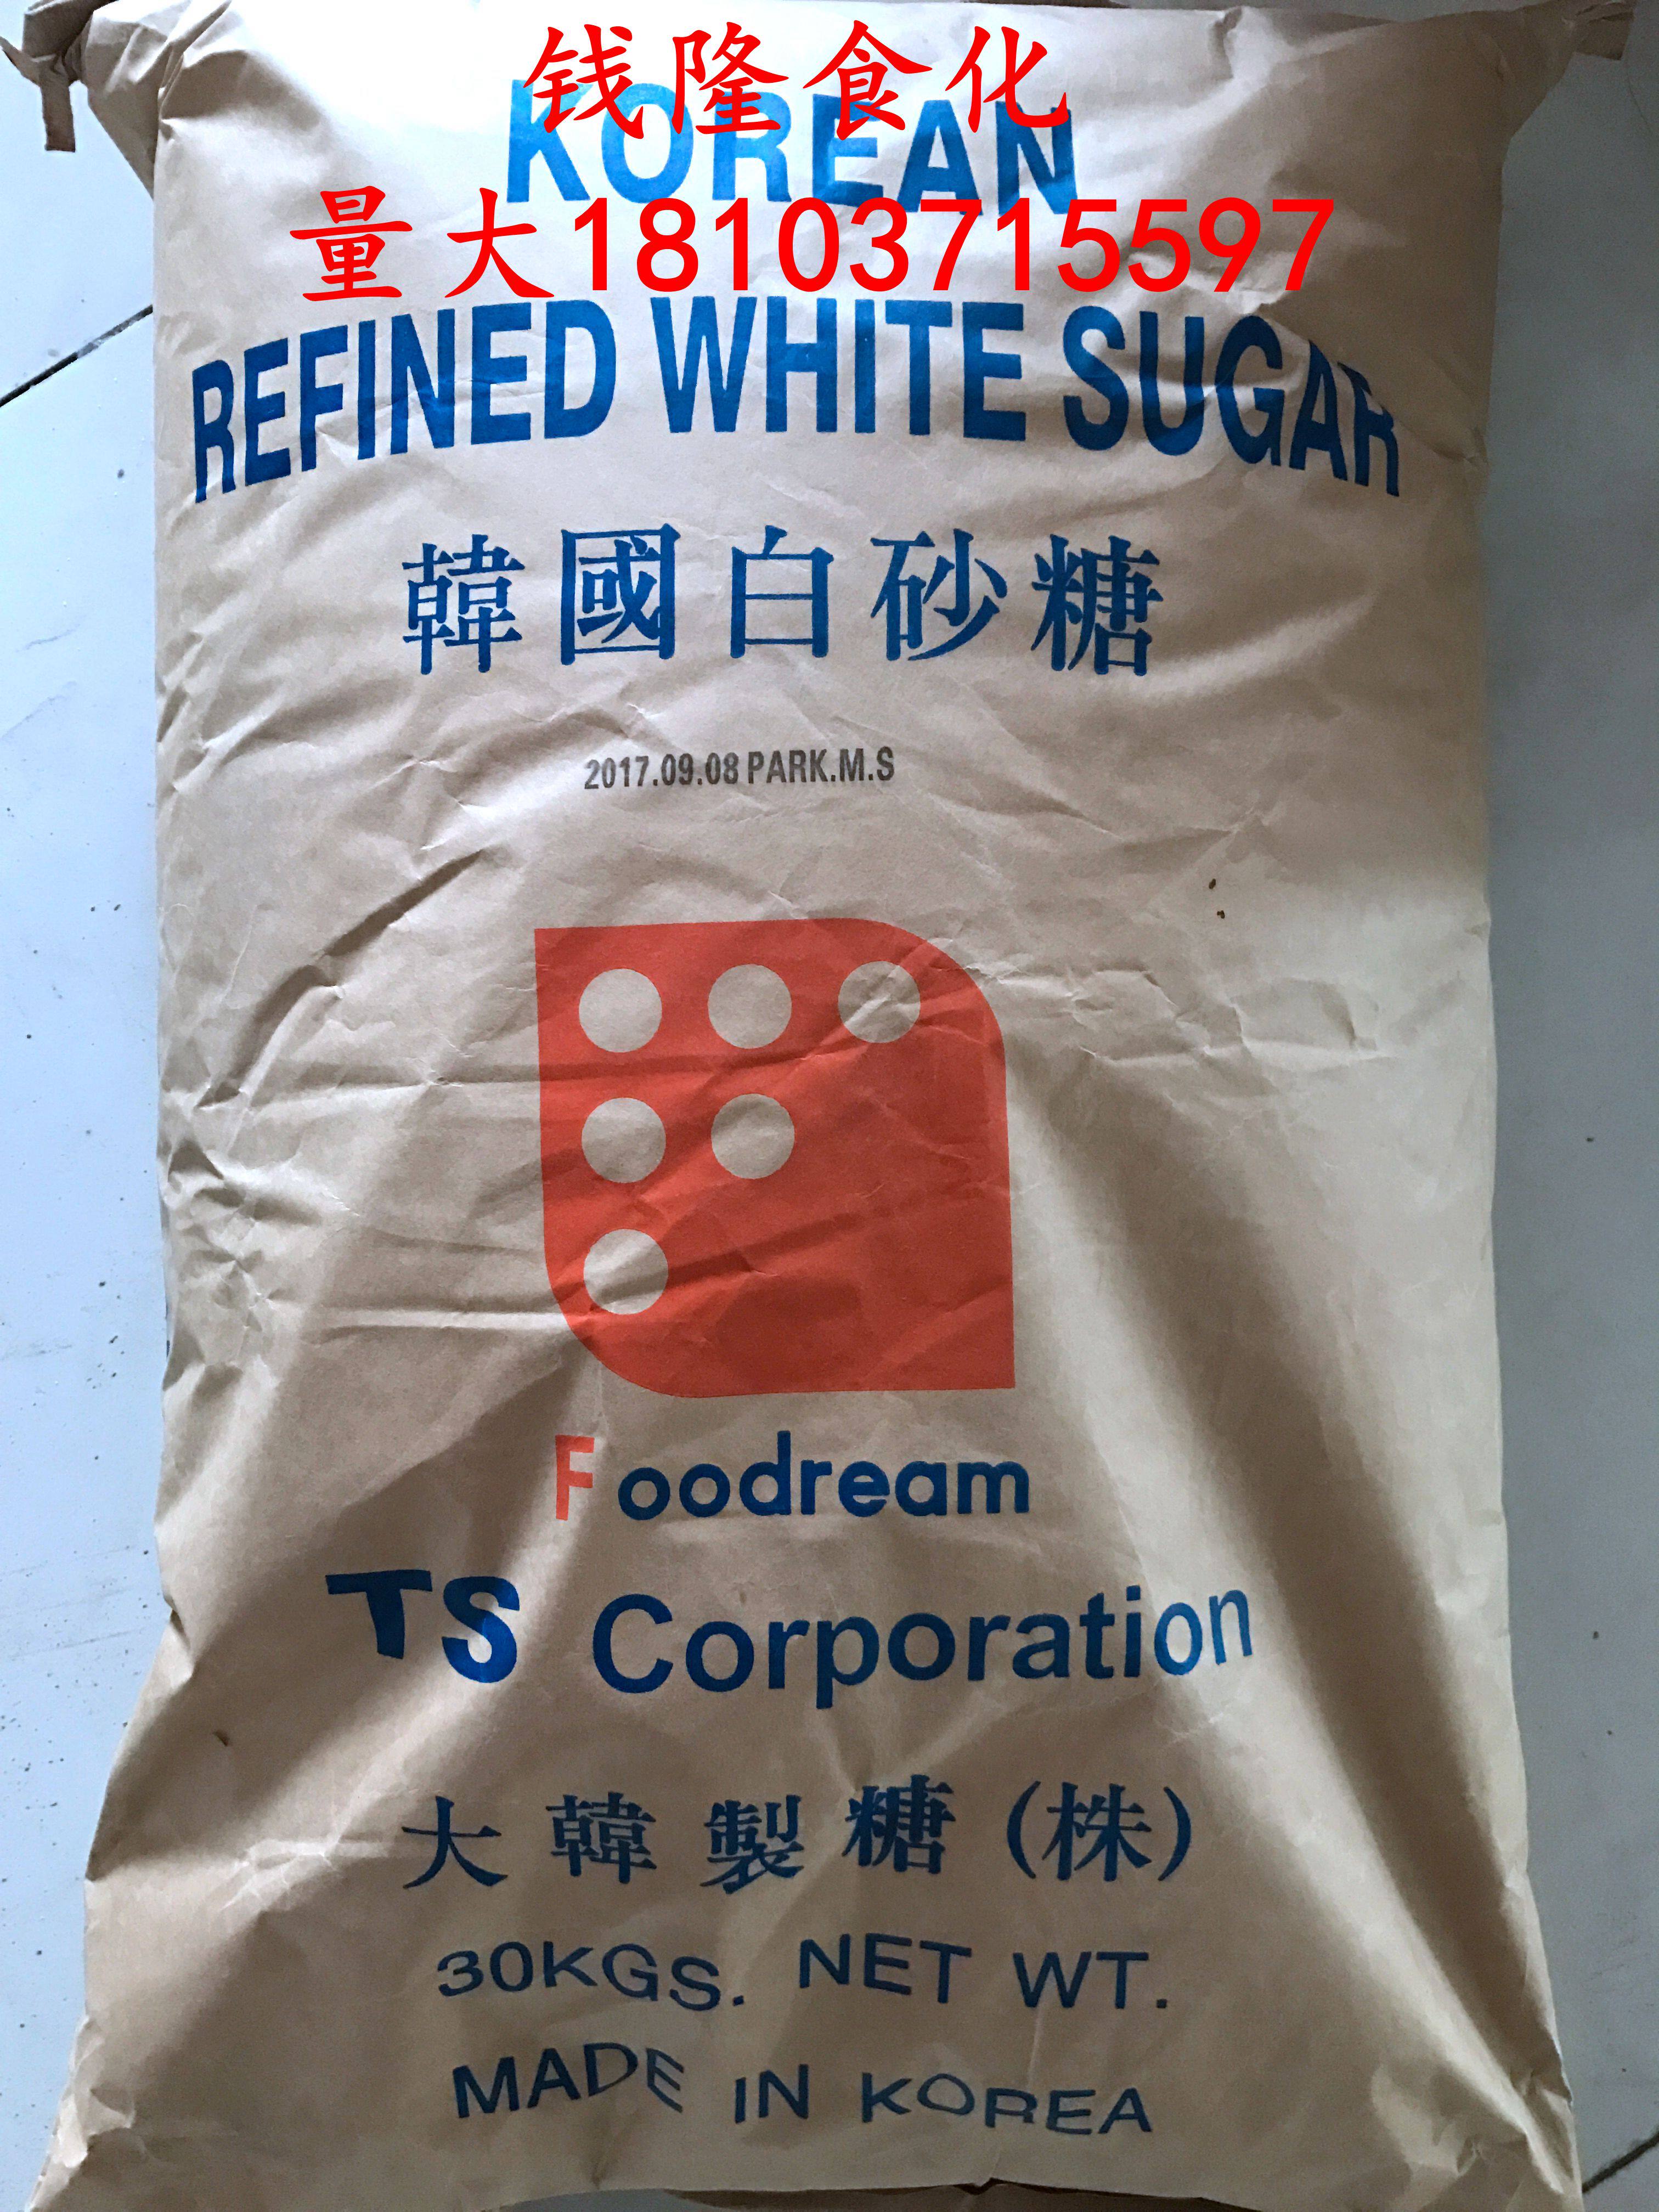 钱隆食化
KOREAN
量大18103715597
REFINED WHITE SUGAR
韓國白砂糖
2017.09.08 PARK.M.S
Foodream
TS Corporation
大韓製糖(株)
30KGS. NET WT.
MADE IN KOREA